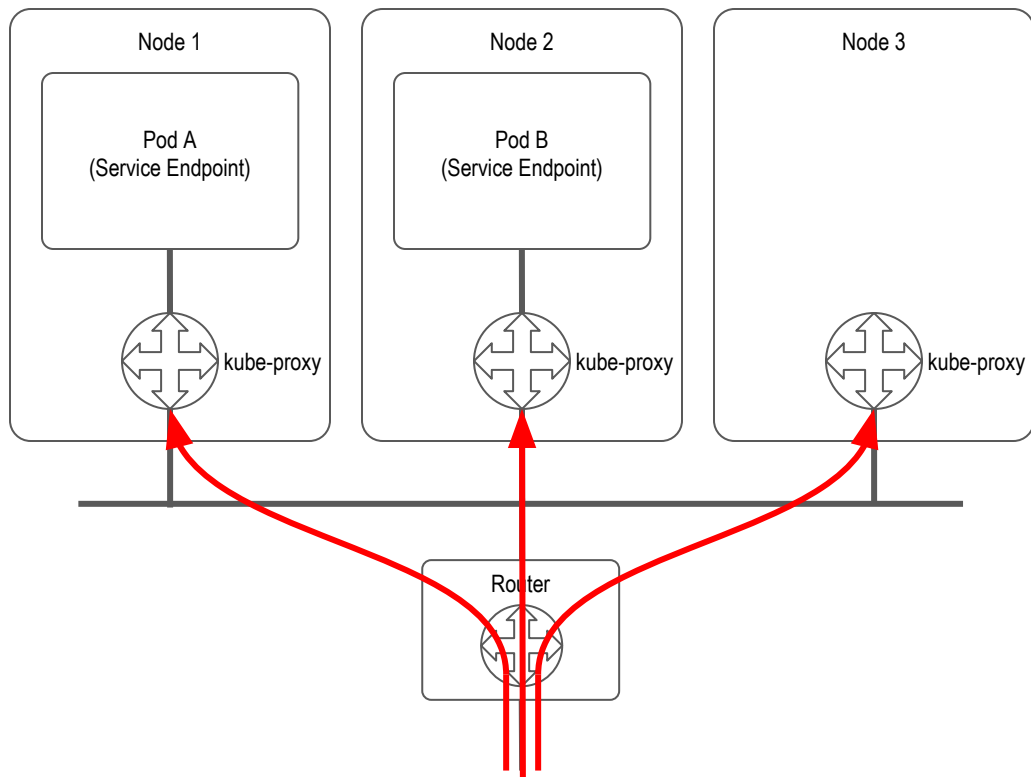 Node 1
Node 2
Node 3
Pod A
(Service Endpoint)
Pod B
(Service Endpoint)
kube-proxy
kube-proxy
kube-proxy
Router